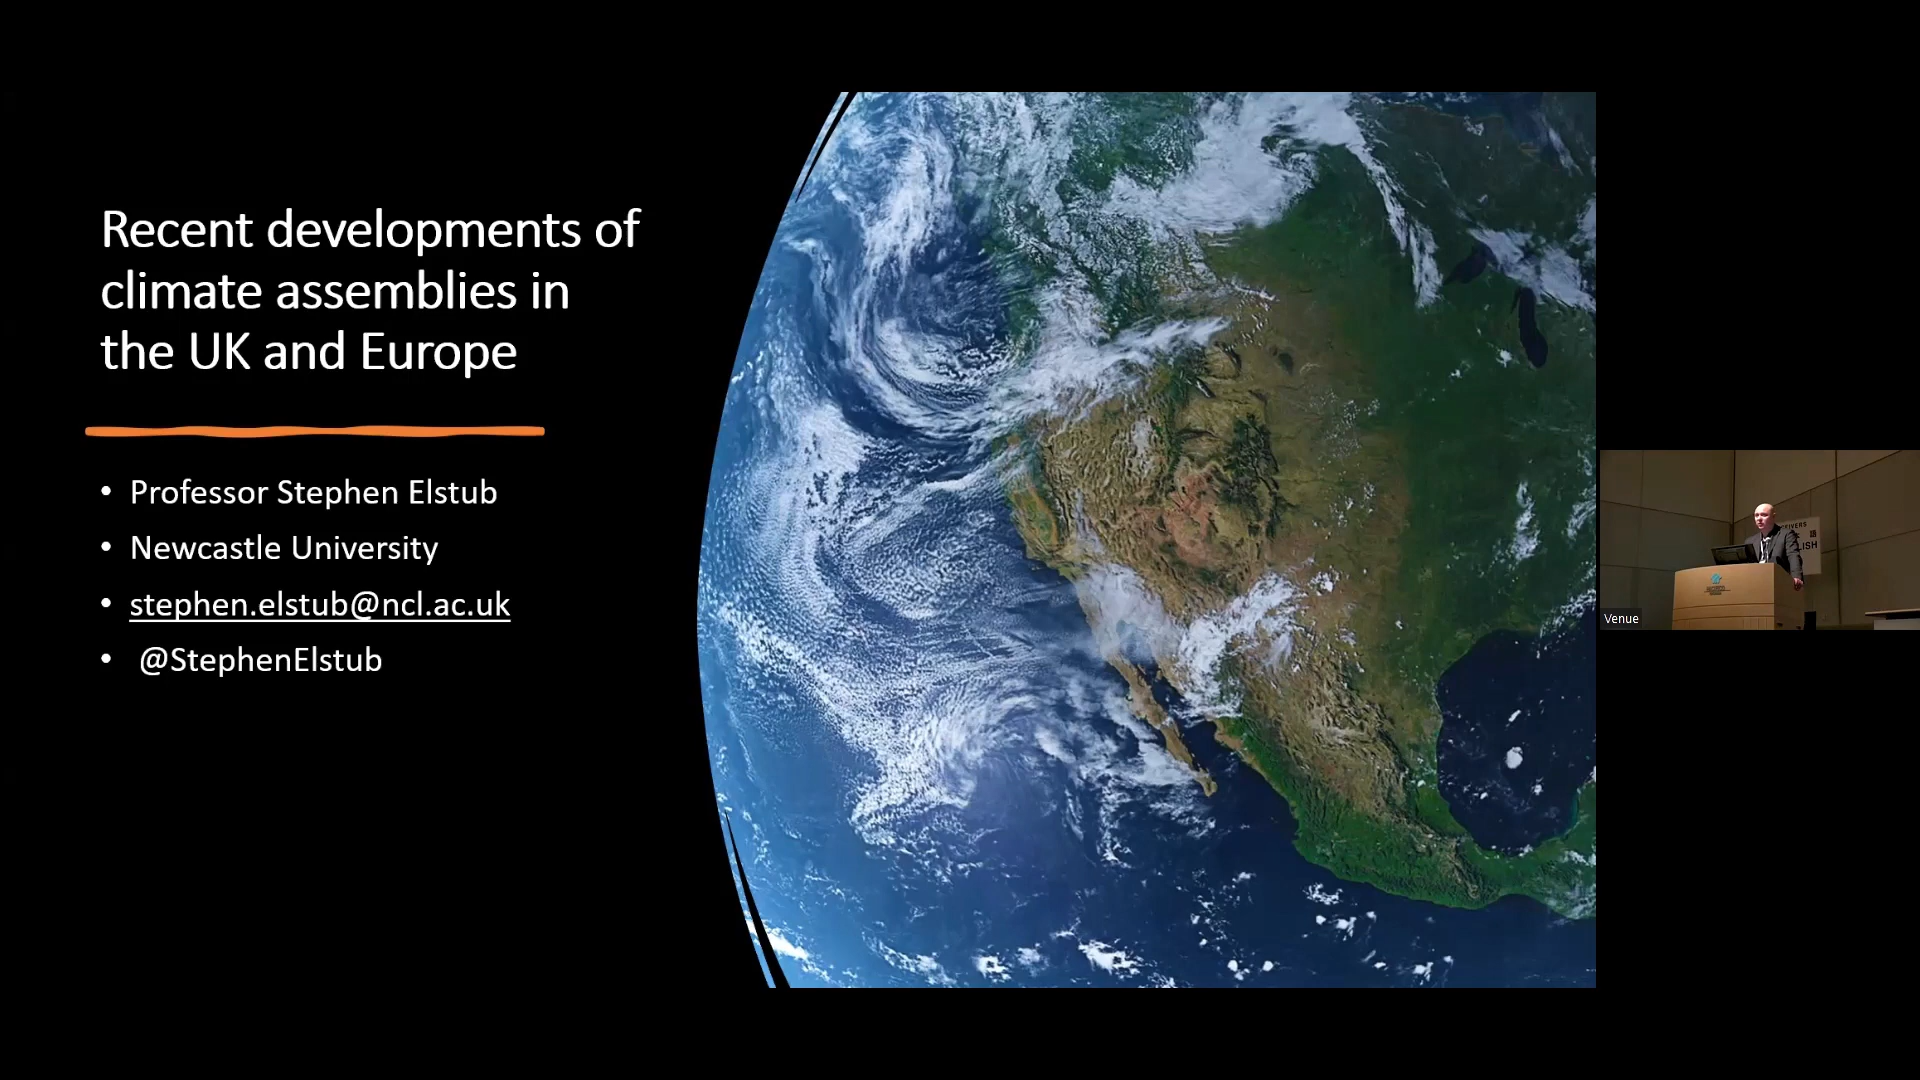 Recent developments of
climate assemblies in
the UK and Europe
• Professor Stephen Elstub
• Newcastle University
• stephen.elstub@ncl.ac.uk
• @StephenElstub
Venue